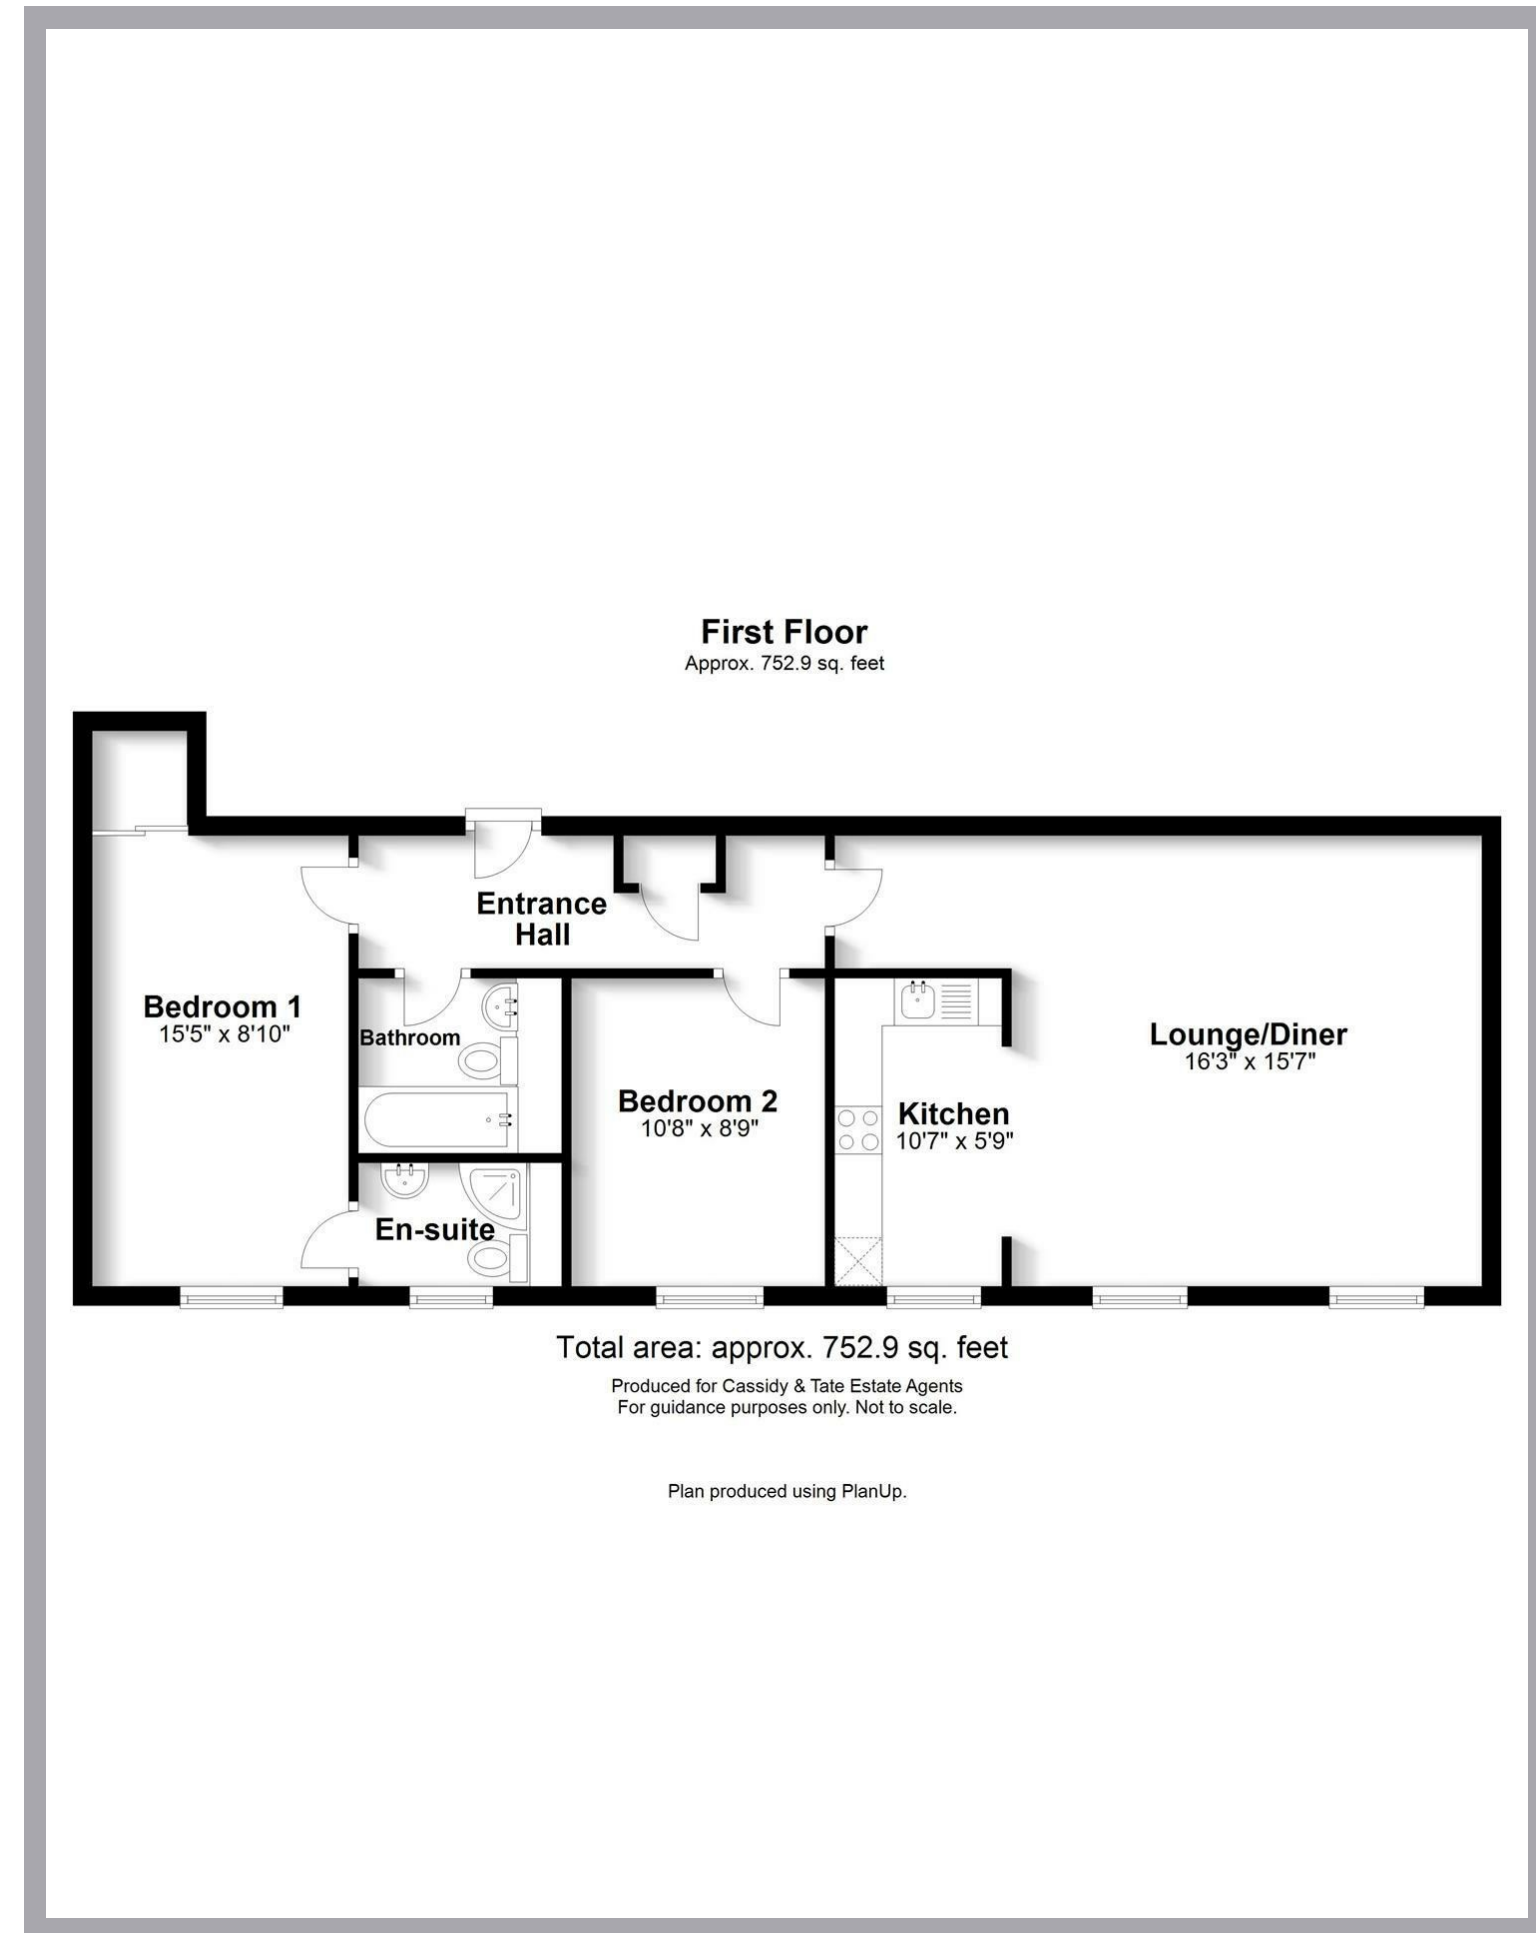 First Floor
Approx. 752.9 sq. feet
Entrance
Hall
Bedroom 1
15'5" x 8'10"
Bathroom
Lounge/Diner
16'3" x 15'7"
Bedroom 2
10'8" x 8'9"
Kitchen
10'7" x 5'9"
En-suite
Total area: approx. 752.9 sq. feet
Produced for Cassidy & Tate Estate Agents
For guidance purposes only. Not to scale.
Plan produced using PlanUp.